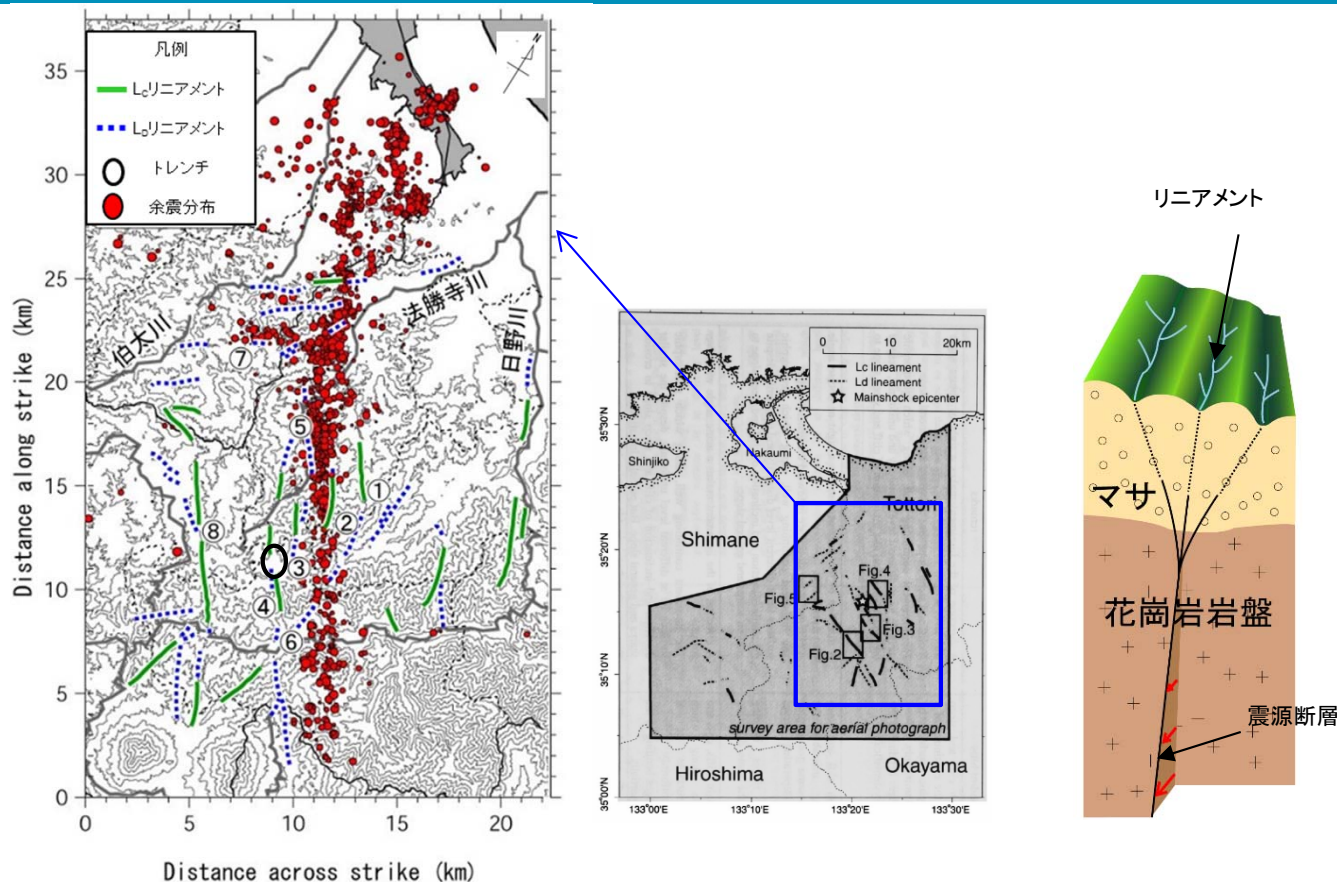 凡例
LCリニアメント
LDリニアメント
トレンチ
余震分布
N
35
30
25
20
15
10
5
0
0
5
10
15
20
Distance along strike (km)
Distance across strike (km)
伯太川
法勝寺川
日野川
⑦
⑤
①
②
⑧
③
④
⑥
0 10 20km
Lc lineament
Ld lineament
Mainshock epicenter
Shinjiko
Nakaumi
Tottori
Shimane
Fig.4
Fig.5
Fig.3
Fig.2
survey area for aerial photograph
Hiroshima
Okayama
35°30'N
35°20'N
35°10'N
35°00'N
133°00'E
133°10'E
133°20'E
133°30'E
リニアメント
マサ
花崗岩岩盤
震源断層